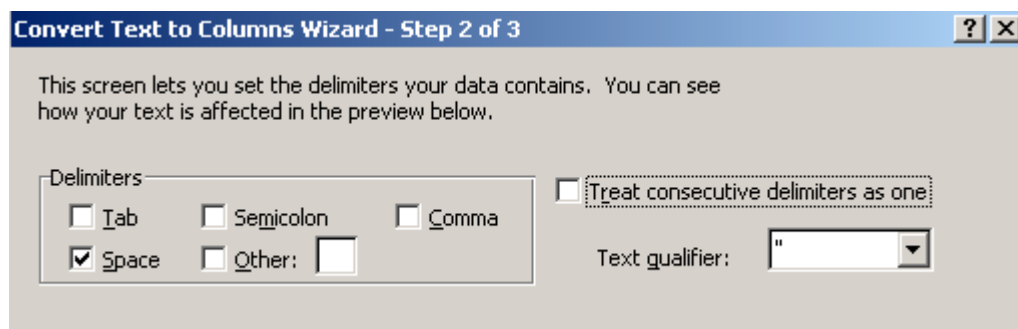 Convert Text to Columns Wizard - Step 2 of 3
This screen lets you set the delimiters your data contains.  You can see
how your text is affected in the preview below.
Delimiters
Tab Semicolon Comma
Space Other:
Treat consecutive delimiters as one
Text qualifier: "